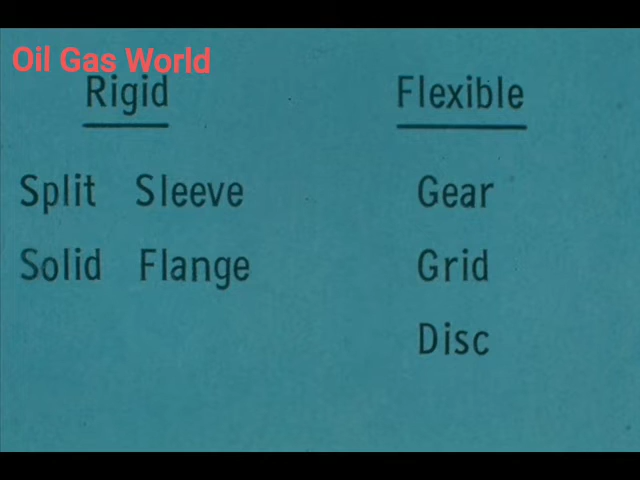 Oil Gas World
Rigid Flexible
Split Sleeve Gear
Solid Flange Grid
Disc